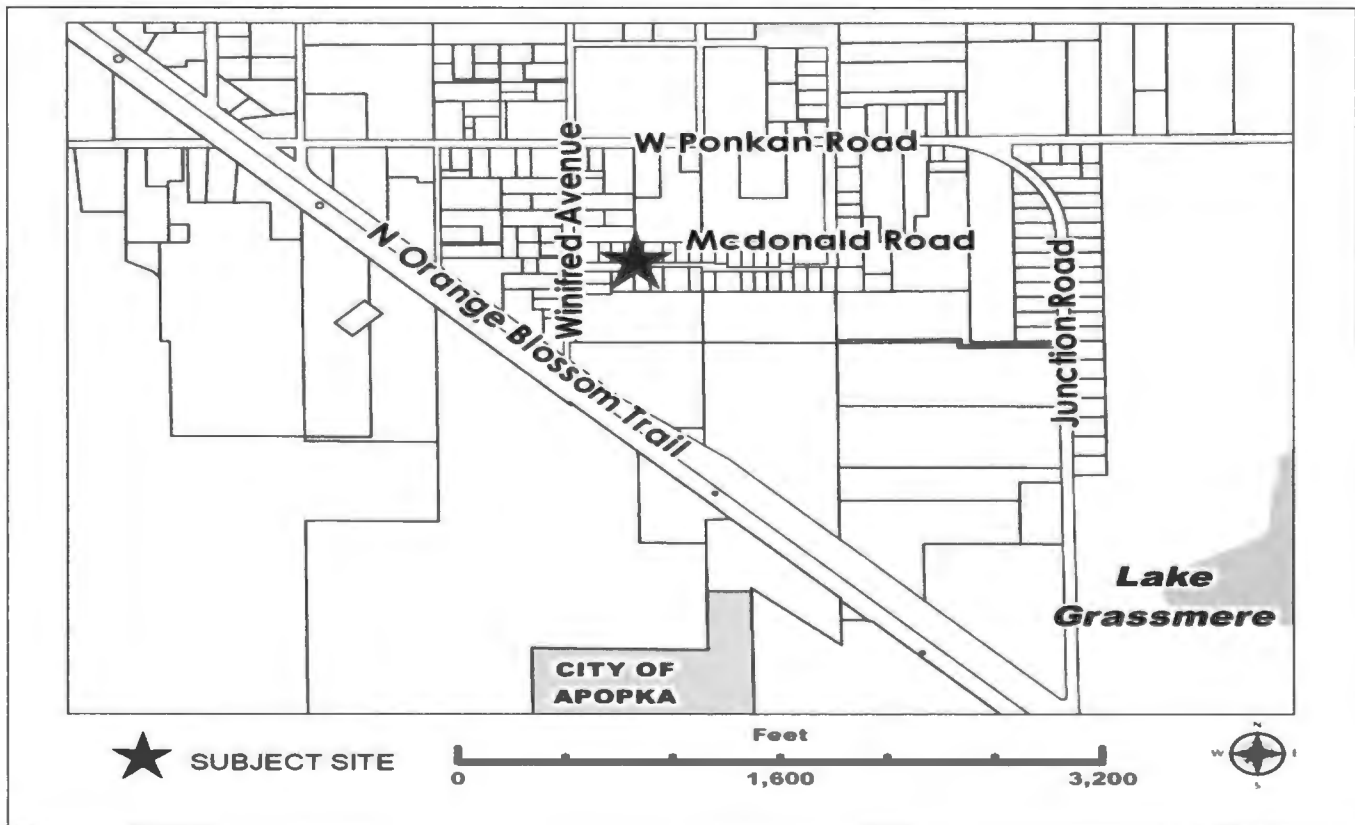 W Ponkan Road
Winifred Avenue
Mcdonald Road
N Orange Blossom Trail
Junction Road
Lake
Grassmere
CITY OF
APOPKA
SUBJECT SITE
Feet
0 1,600 3,200
N
W E
S